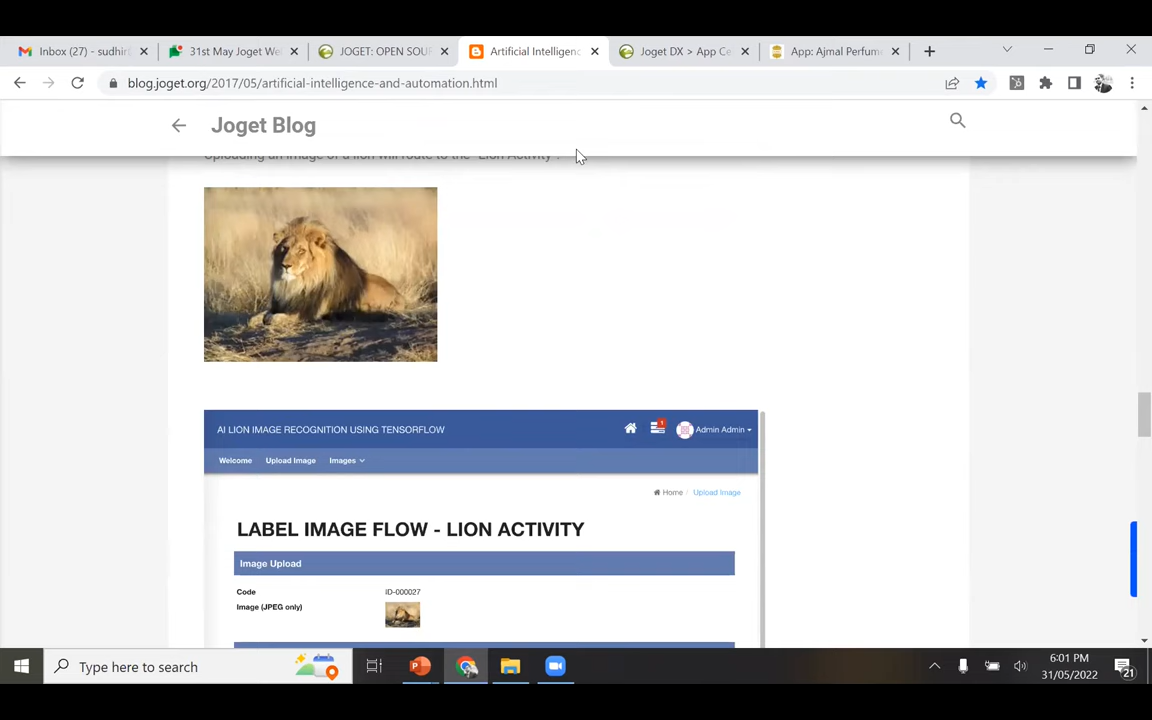 Inbox (27) - sudhir
31st May Joget We
JOGET: OPEN SOU
Artificial Intelligenc
Joget DX > App Ce
App: Ajmal Perfume
blog.joget.org/2017/05/artificial-intelligence-and-automation.html
Joget Blog
Uploading an image of a lion will route to the "Lion Activity".
AI LION IMAGE RECOGNITION USING TENSORFLOW
1
Admin Admin
Welcome
Upload Image
Images
Home / Upload Image
LABEL IMAGE FLOW - LION ACTIVITY
Image Upload
Code ID-000027
Image (JPEG only)
Type here to search
6:01 PM
31/05/2022
21